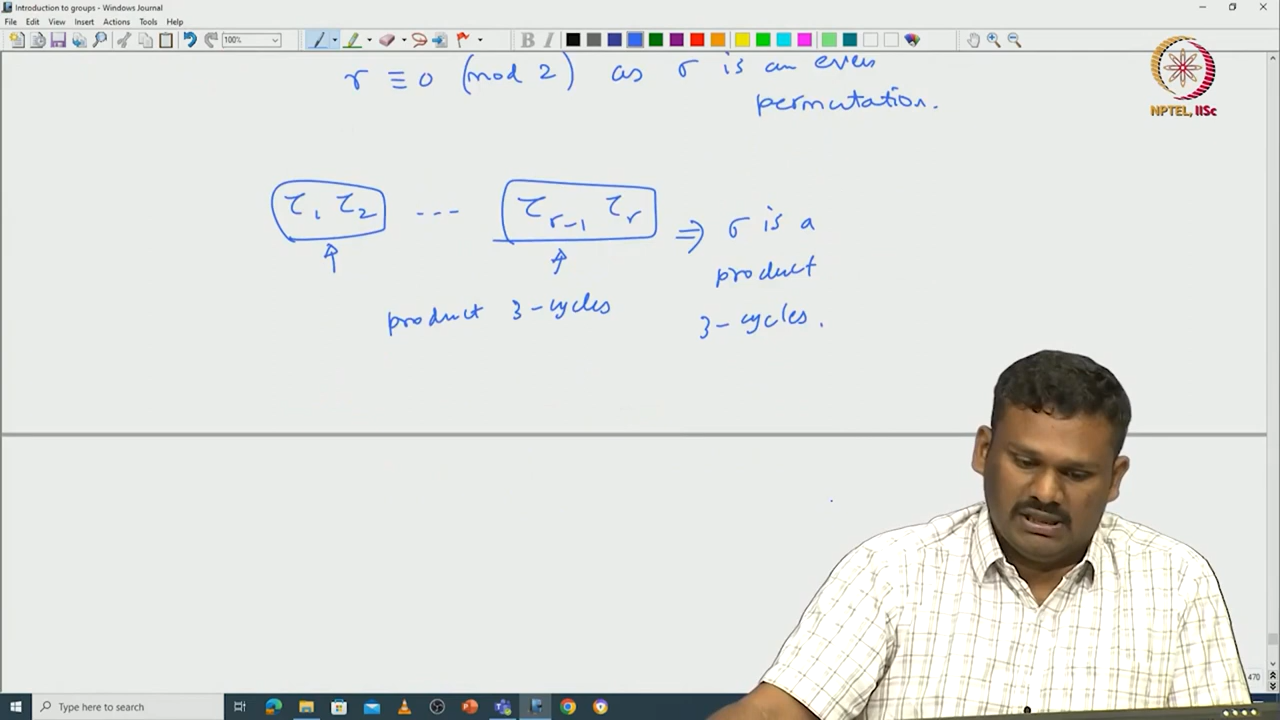 Introduction to groups - Windows Journal
File Edit View Insert Actions Tools Help
100%
B I
r ≡ 0 (mod 2) as σ is an even
permutation.
NPTEL, IISc
τ₁ τ₂ --- τᵣ₋₁ τᵣ ⇒ σ is a
product
product 3-cycles
3-cycles.
470
Type here to search